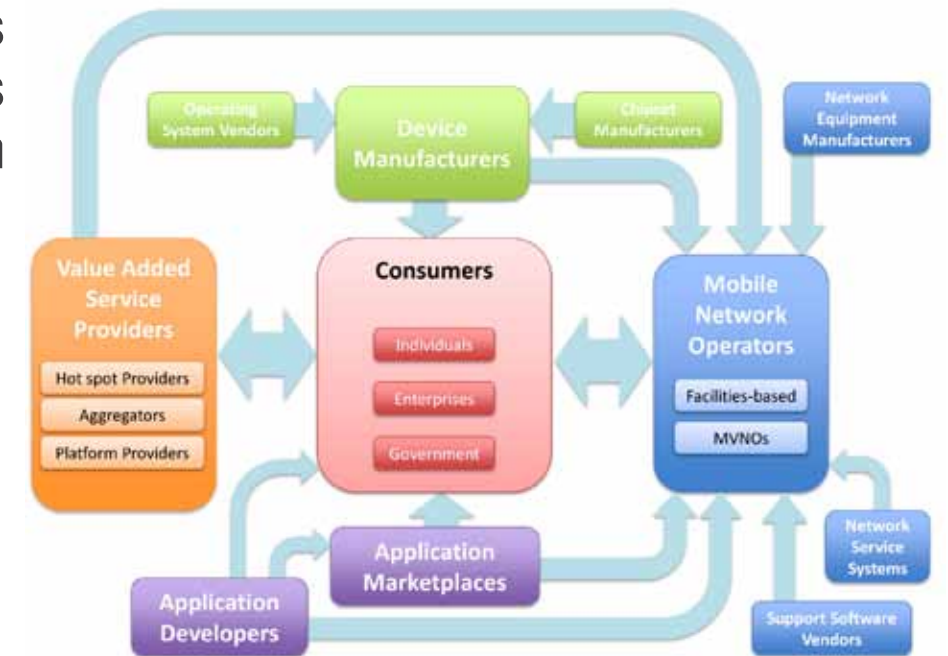 s
s
n
Operating
System Vendors
Device
Manufacturers
Chipset
Manufacturers
Network
Equipment
Manufacturers
Value Added
Service
Providers
Hot spot Providers
Aggregators
Platform Providers
Consumers
Individuals
Enterprises
Government
Mobile
Network
Operators
Facilities-based
MVNOs
Application
Marketplaces
Application
Developers
Network
Service
Systems
Support Software
Vendors